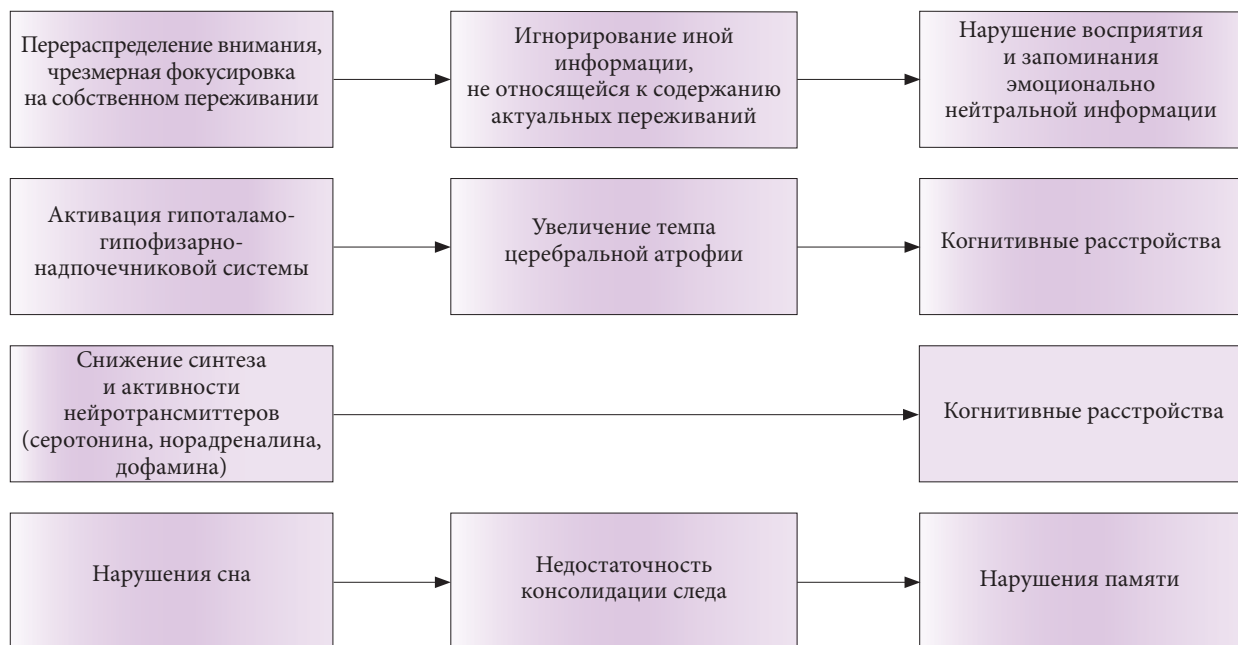 Перераспределение внимания,
чрезмерная фокусировка
на собственном переживании
Игнорирование иной
информации,
не относящейся к содержанию
актуальных переживаний
Нарушение восприятия
и запоминания
эмоционально
нейтральной информации
Активация гипоталамо-
гипофизарно-
надпочечниковой системы
Увеличение темпа
церебральной атрофии
Когнитивные расстройства
Снижение синтеза
и активности
нейротрансмиттеров
(серотонина, норадреналина,
дофамина)
Когнитивные расстройства
Нарушения сна
Недостаточность
консолидации следа
Нарушения памяти